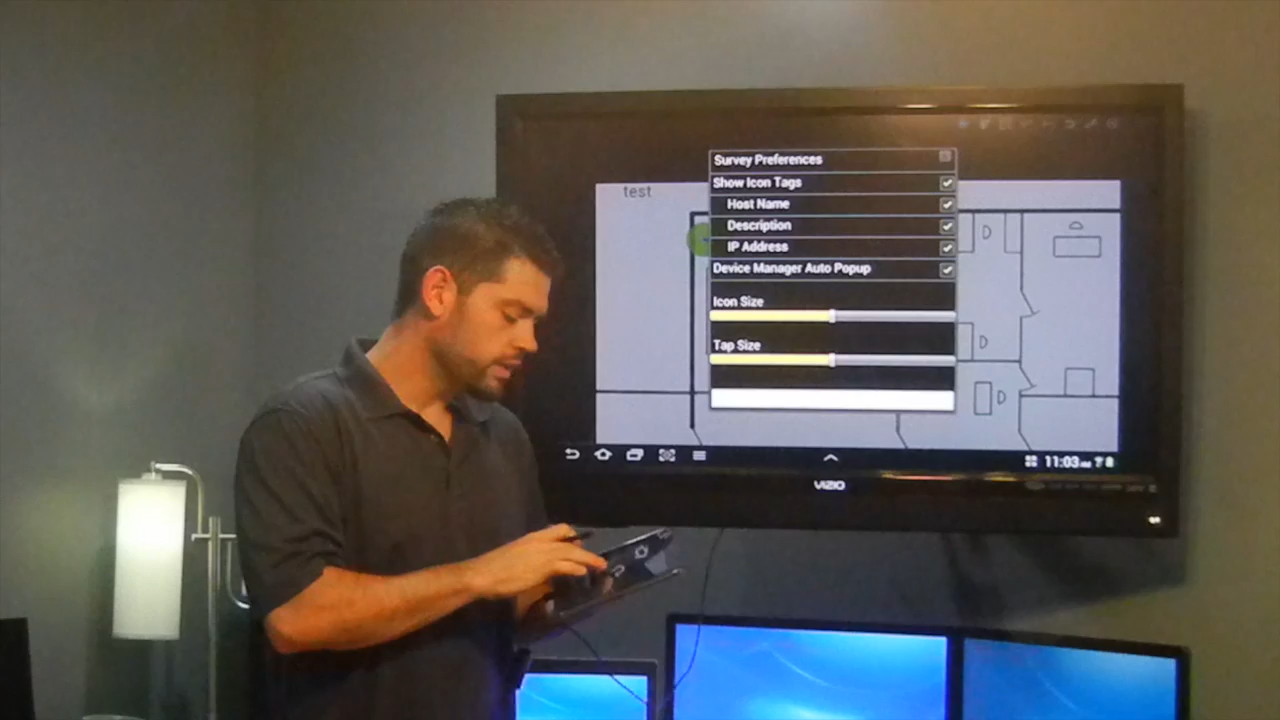 test
Survey Preferences
Show Icon Tags
Host Name
Description
IP Address
Device Manager Auto Popup
Icon Size
Tap Size
11:03 AM
VIZIO